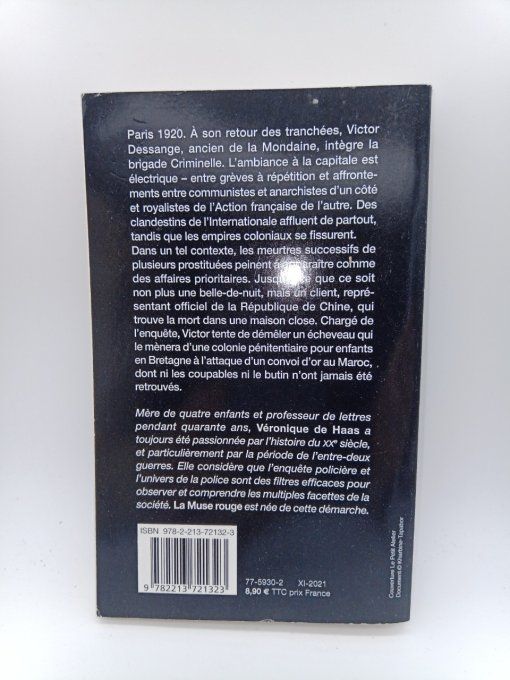 Paris 1920. À son retour des tranchées, Victor
Dessange, ancien de la Mondaine, intègre la
brigade Criminelle. L'ambiance à la capitale est
électrique – entre grèves à répétition et affronte-
ments entre communistes et anarchistes d'un côté
et royalistes de l'Action française de l'autre. Des
clandestins de l'Internationale affluent de partout,
tandis que les empires coloniaux se fissurent.
Dans un tel contexte, les meurtres successifs de
plusieurs prostituées peinent à apparaître comme
des affaires prioritaires. Jusqu'à ce que ce soit
non plus une belle-de-nuit, mais un client, repré-
sentant officiel de la République de Chine, qui
trouve la mort dans une maison close. Chargé de
l'enquête, Victor tente de démêler un écheveau qui
le mènera d'une colonie pénitentiaire pour enfants
en Bretagne à l'attaque d'un convoi d'or au Maroc,
dont ni les coupables ni le butin n'ont jamais été
retrouvés.
Mère de quatre enfants et professeur de lettres
pendant quarante ans, Véronique de Haas a
toujours été passionnée par l'histoire du XXe siècle,
et particulièrement par la période de l'entre-deux
guerres. Elle considère que l'enquête policière et
l'univers de la police sont des filtres efficaces pour
observer et comprendre les multiples facettes de la
société. La Muse rouge est née de cette démarche.
ISBN 978-2-213-72132-3
9 782213 721323
77-5930-2 XI-2021
8,90 € TTC prix France
Couverture Le Petit Atelier
Document © Kharbine-Tapabor